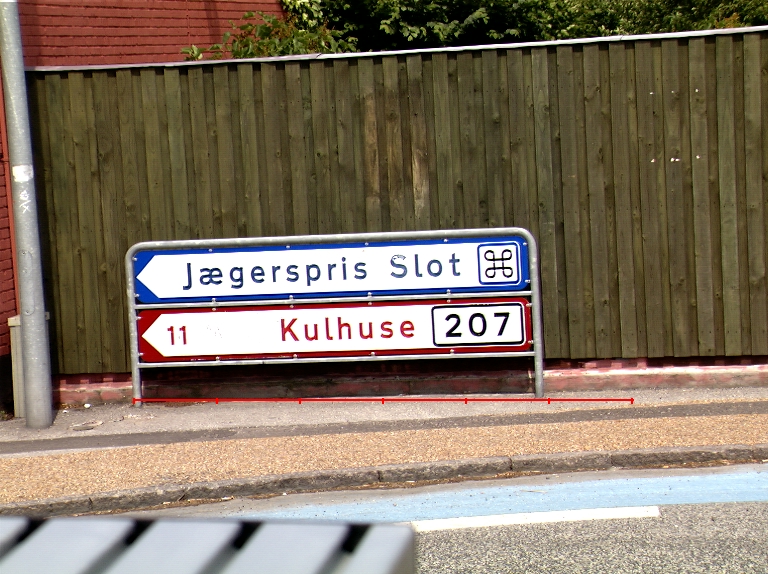 Jægerspris Slot ⌘
11 Kulhuse 207